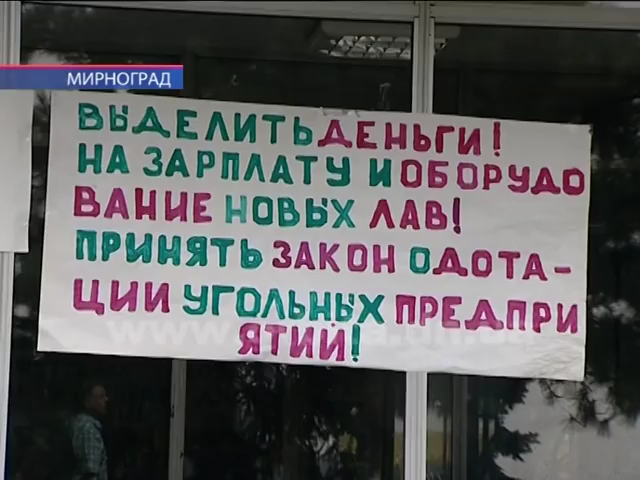 МИРНОГРАД
ВЫДЕЛИТЬ ДЕНЬГИ!
НА ЗАРПЛАТУ И ОБОРУДО
ВАНИЕ НОВЫХ ЛАВ!
ПРИНЯТЬ ЗАКОН О ДОТА-
ЦИИ УГОЛЬНЫХ ПРЕДПРИ
ЯТИЙ!